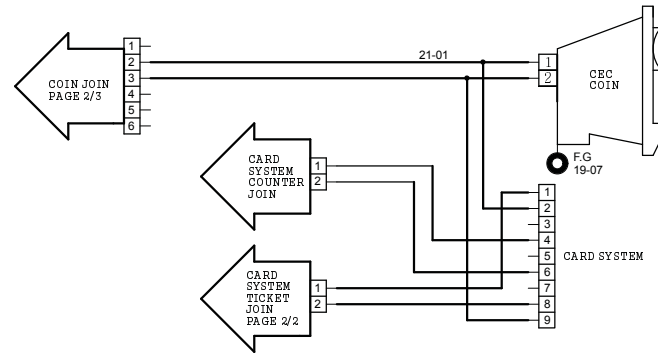 COIN JOIN
PAGE 2/3
1
2
3
4
5
6
21-01
1
2
CEC
COIN
F.G
19-07
CARD
SYSTEM
COUNTER
JOIN
1
2
CARD
SYSTEM
TICKET
JOIN
PAGE 2/2
1
2
1
2
3
4
5
6
7
8
9
CARD SYSTEM